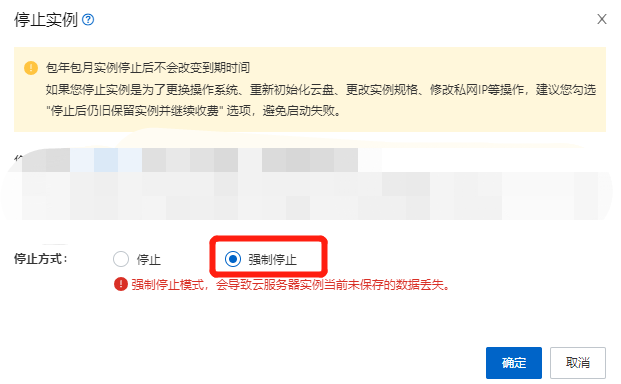 停止实例
包年包月实例停止后不会改变到期时间
如果您停止实例是为了更换操作系统、重新初始化云盘、更改实例规格、修改私网IP等操作，建议您勾选
"停止后仍旧保留实例并继续收费" 选项，避免启动失败。
停止方式：
停止
强制停止
强制停止模式，会导致云服务器实例当前未保存的数据丢失。
确定
取消